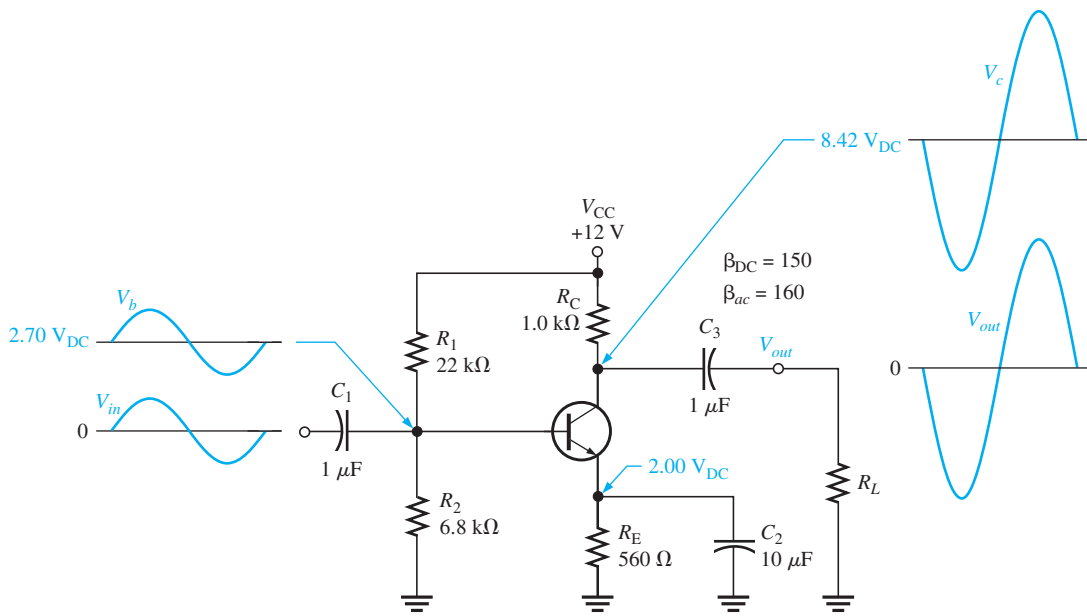 V_c
8.42 V_DC
V_CC
+12 V
β_DC = 150
β_ac = 160
V_b
2.70 V_DC
R_C
1.0 kΩ
R_1
22 kΩ
C_3
1 μF
V_out
V_out
0
V_in
0
C_1
1 μF
2.00 V_DC
R_L
R_2
6.8 kΩ
R_E
560 Ω
C_2
10 μF